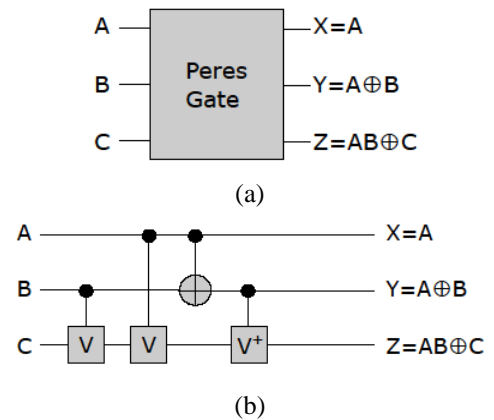 A X=A
B Peres Gate Y=A⊕B
C Z=AB⊕C
(a)
A X=A
B Y=A⊕B
C V V V⁺ Z=AB⊕C
(b)